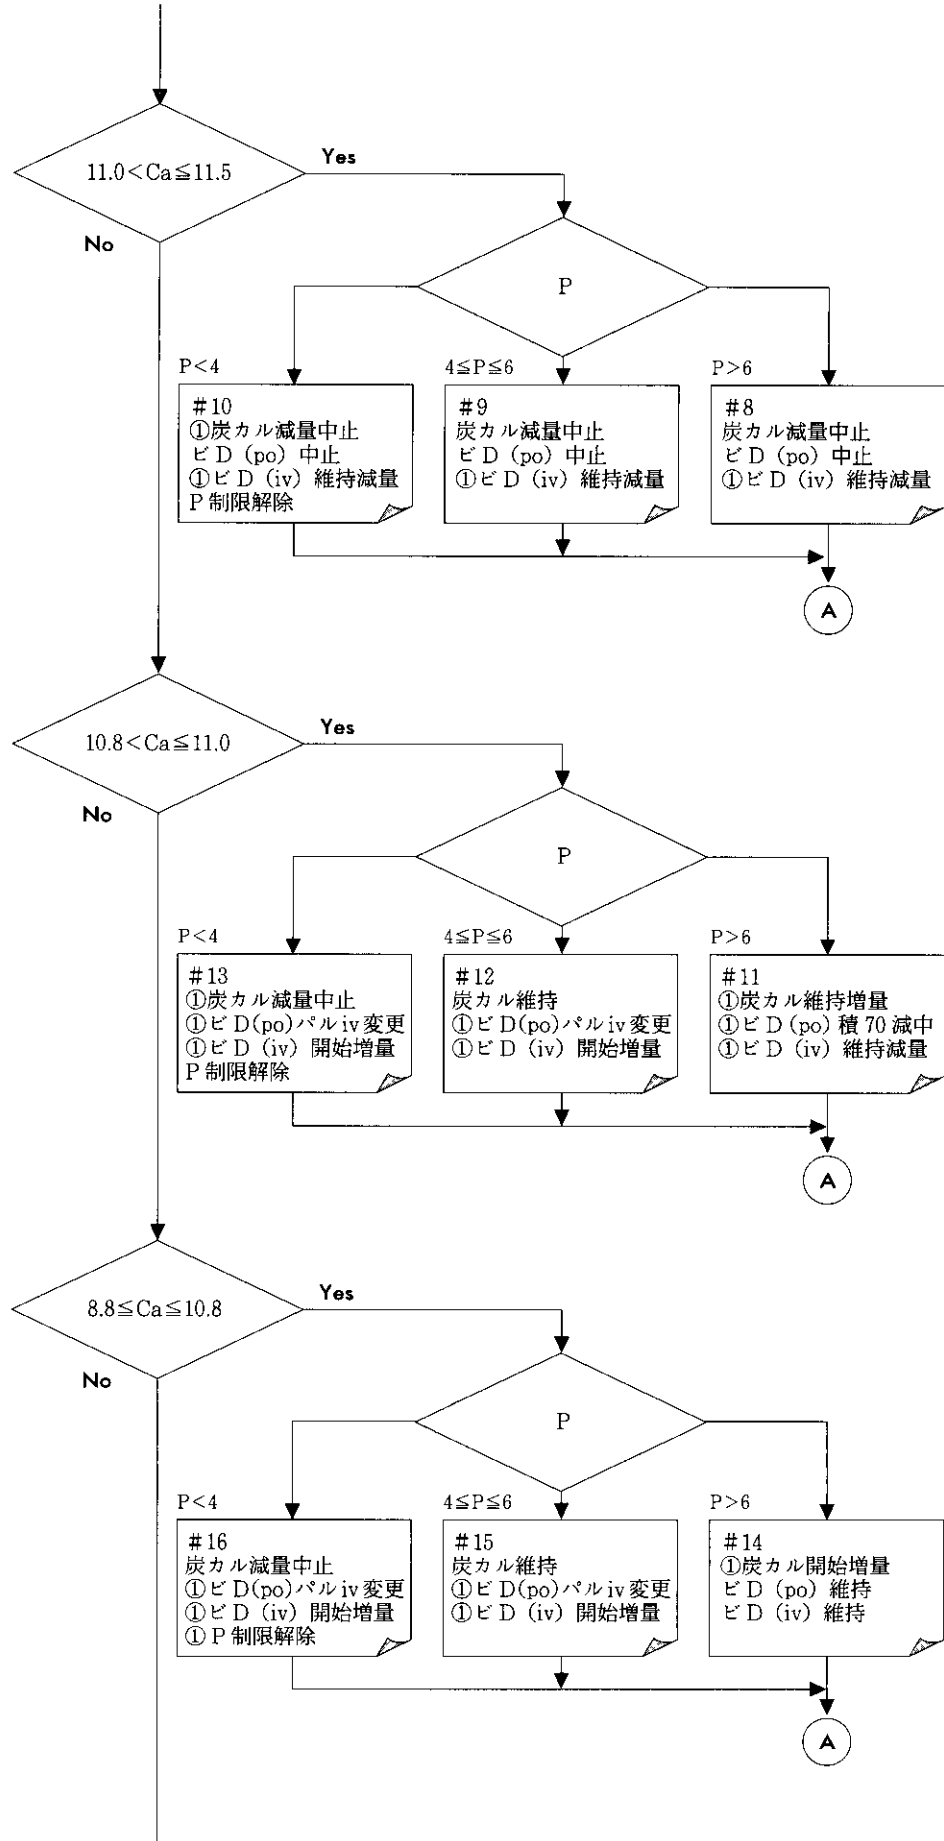 11.0<Ca≦11.5
Yes
No
P
P<4
4≦P≦6
P>6
#10
①炭カル減量中止
ビD（po）中止
①ビD（iv）維持減量
P制限解除
#9
炭カル減量中止
ビD（po）中止
①ビD（iv）維持減量
#8
炭カル減量中止
ビD（po）中止
①ビD（iv）維持減量
A
10.8<Ca≦11.0
Yes
No
P
P<4
4≦P≦6
P>6
#13
①炭カル減量中止
①ビD(po)パルiv変更
①ビD（iv）開始増量
P制限解除
#12
炭カル維持
①ビD(po)パルiv変更
①ビD（iv）開始増量
#11
①炭カル維持増量
①ビD(po)積70減中
①ビD（iv）維持減量
A
8.8≦Ca≦10.8
Yes
No
P
P<4
4≦P≦6
P>6
#16
炭カル減量中止
①ビD(po)パルiv変更
①ビD（iv）開始増量
①P制限解除
#15
炭カル維持
①ビD(po)パルiv変更
①ビD（iv）開始増量
#14
①炭カル開始増量
ビD（po）維持
ビD（iv）維持
A